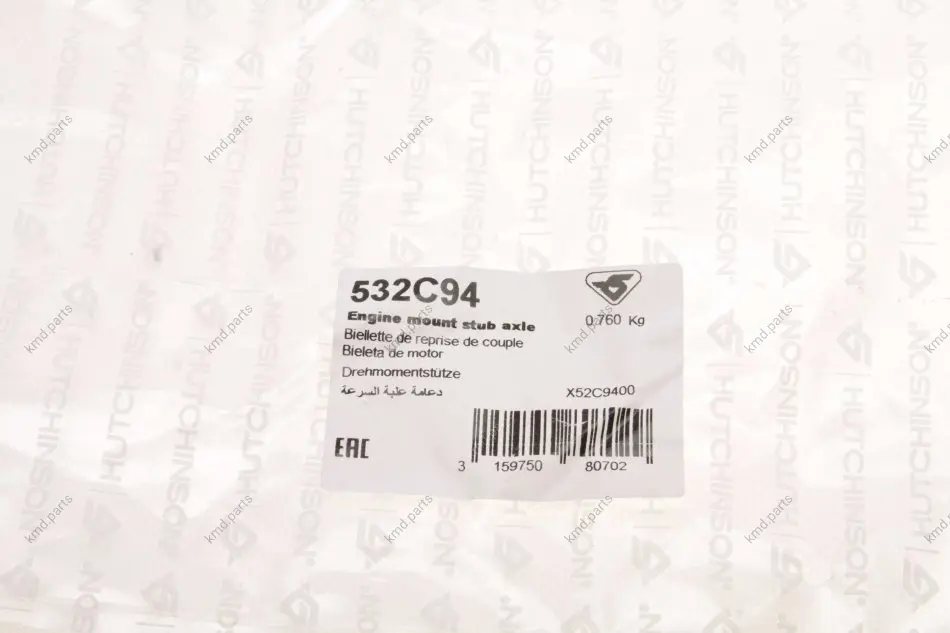 532C94
Engine mount stub axle
0,760 Kg
Biellette de reprise de couple
Bieleta de motor
Drehmomentstütze
دعامة علبة السرعة
X52C9400
EAC
3 159750 80702
HUTCHINSON
kmd.parts